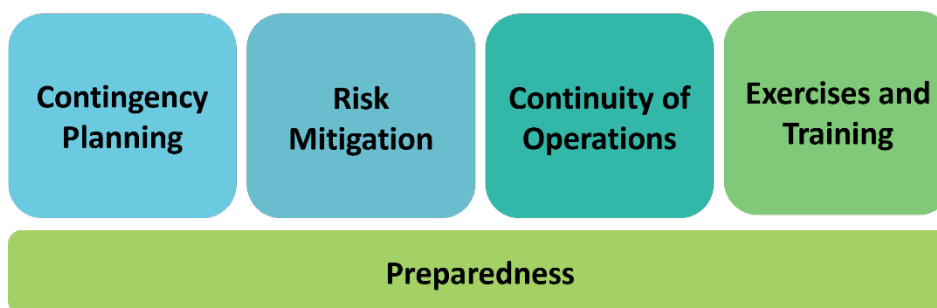 Contingency
Planning
Risk
Mitigation
Continuity of
Operations
Exercises and
Training
Preparedness